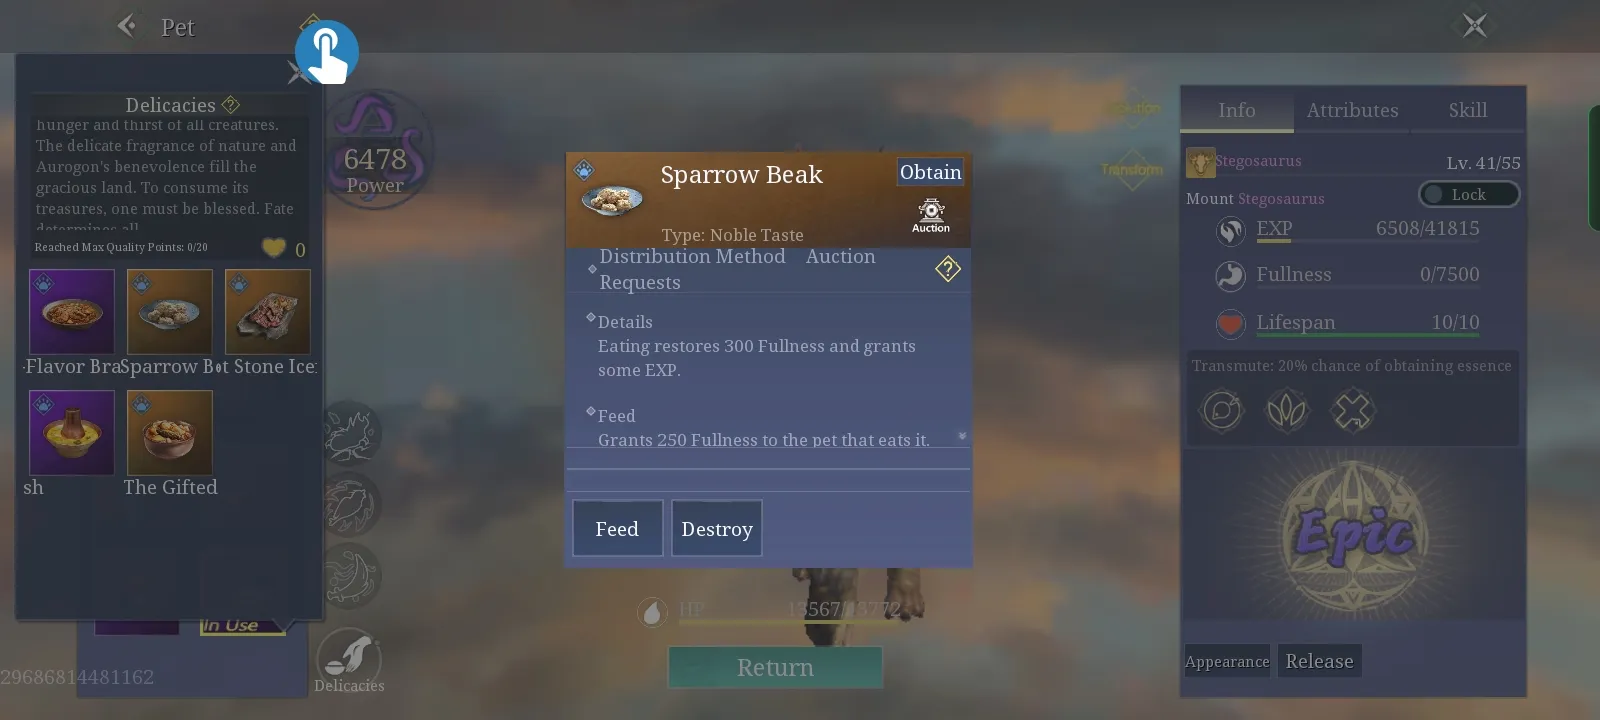 Pet
Delicacies
hunger and thirst of all creatures.
The delicate fragrance of nature and
Aurogon's benevolence fill the
gracious land. To consume its
treasures, one must be blessed. Fate
determines all
Reached Max Quality Points: 0/20
0
-Flavor Bra
Sparrow B
t Stone Ice
sh
The Gifted
In Use
29686814481162
6478
Power
Delicacies
Sparrow Beak
Obtain
Auction
Type: Noble Taste
Distribution Method Auction
Requests
Details
Eating restores 300 Fullness and grants
some EXP.
Feed
Grants 250 Fullness to the pet that eats it.
Feed
Destroy
HP 13567/43772
Return
Transform
Info
Attributes
Skill
Stegosaurus
Lv. 41/55
Mount Stegosaurus
Lock
EXP 6508/41815
Fullness 0/7500
Lifespan 10/10
Transmute: 20% chance of obtaining essence
Epic
Appearance
Release